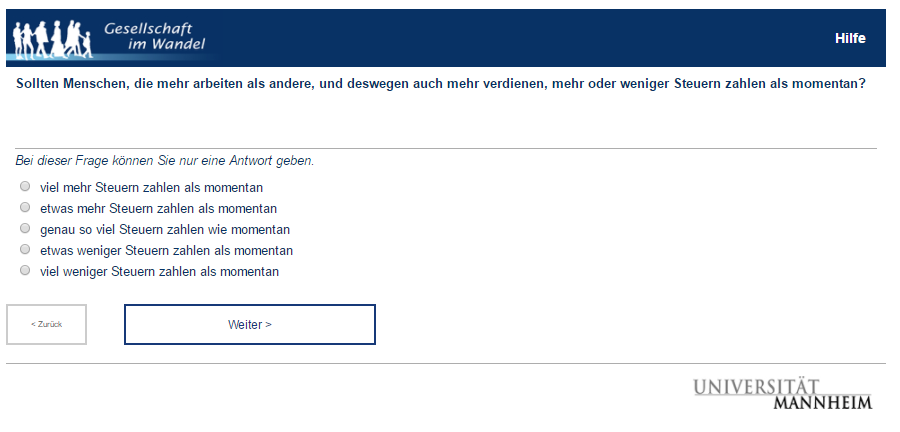 Gesellschaft
im Wandel
Hilfe
Sollten Menschen, die mehr arbeiten als andere, und deswegen auch mehr verdienen, mehr oder weniger Steuern zahlen als momentan?
Bei dieser Frage können Sie nur eine Antwort geben.
viel mehr Steuern zahlen als momentan
etwas mehr Steuern zahlen als momentan
genau so viel Steuern zahlen wie momentan
etwas weniger Steuern zahlen als momentan
viel weniger Steuern zahlen als momentan
< Zurück
Weiter >
UNIVERSITÄT
MANNHEIM